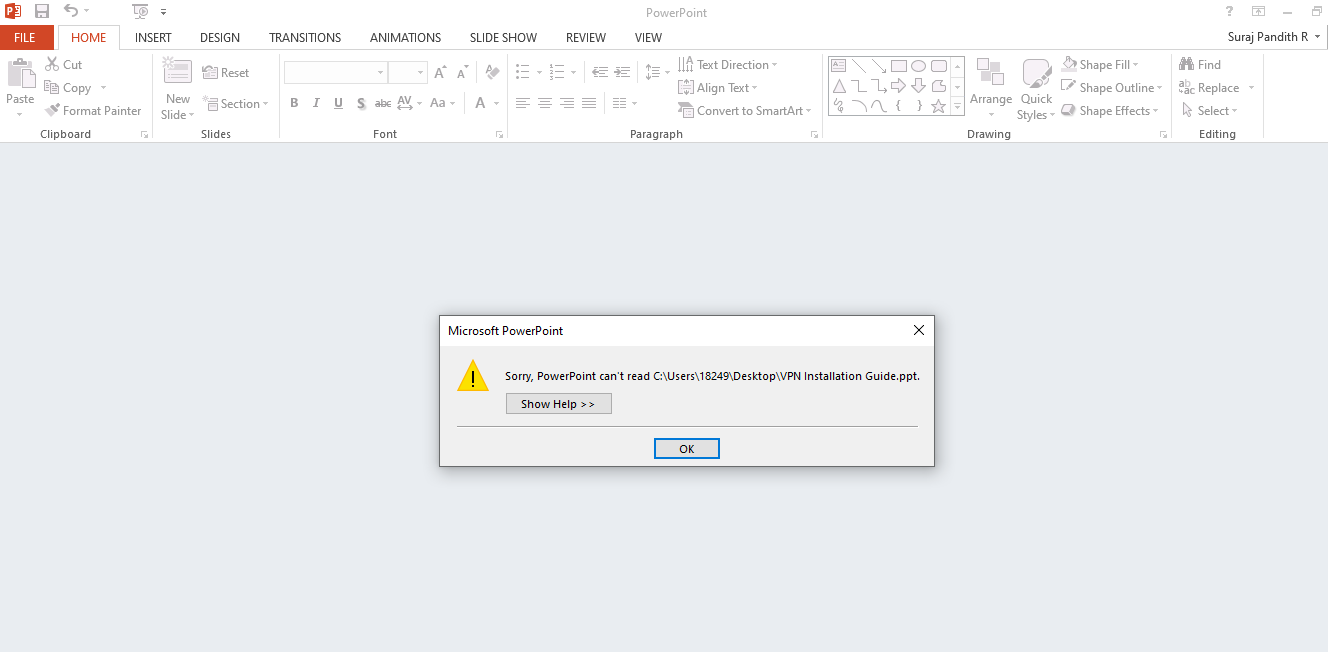 PowerPoint
?
FILE
HOME
INSERT
DESIGN
TRANSITIONS
ANIMATIONS
SLIDE SHOW
REVIEW
VIEW
Suraj Pandith R
Paste
Cut
Copy
Format Painter
Clipboard
New
Slide
Reset
Section
Slides
B I U S abc AV Aa A
Font
Text Direction
Align Text
Convert to SmartArt
Paragraph
Arrange
Quick
Styles
Shape Fill
Shape Outline
Shape Effects
Drawing
Find
Replace
Select
Editing
Microsoft PowerPoint
Sorry, PowerPoint can't read C:\Users\18249\Desktop\VPN Installation Guide.ppt.
Show Help >>
OK